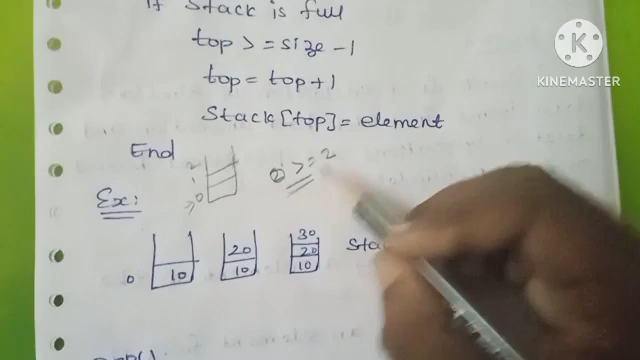 if Stack is full
top >= size - 1
top = top + 1
Stack [top] = element
End
2
1
0
2 >= 2
Ex:
0
10
20
10
30
20
10
KINEMASTER